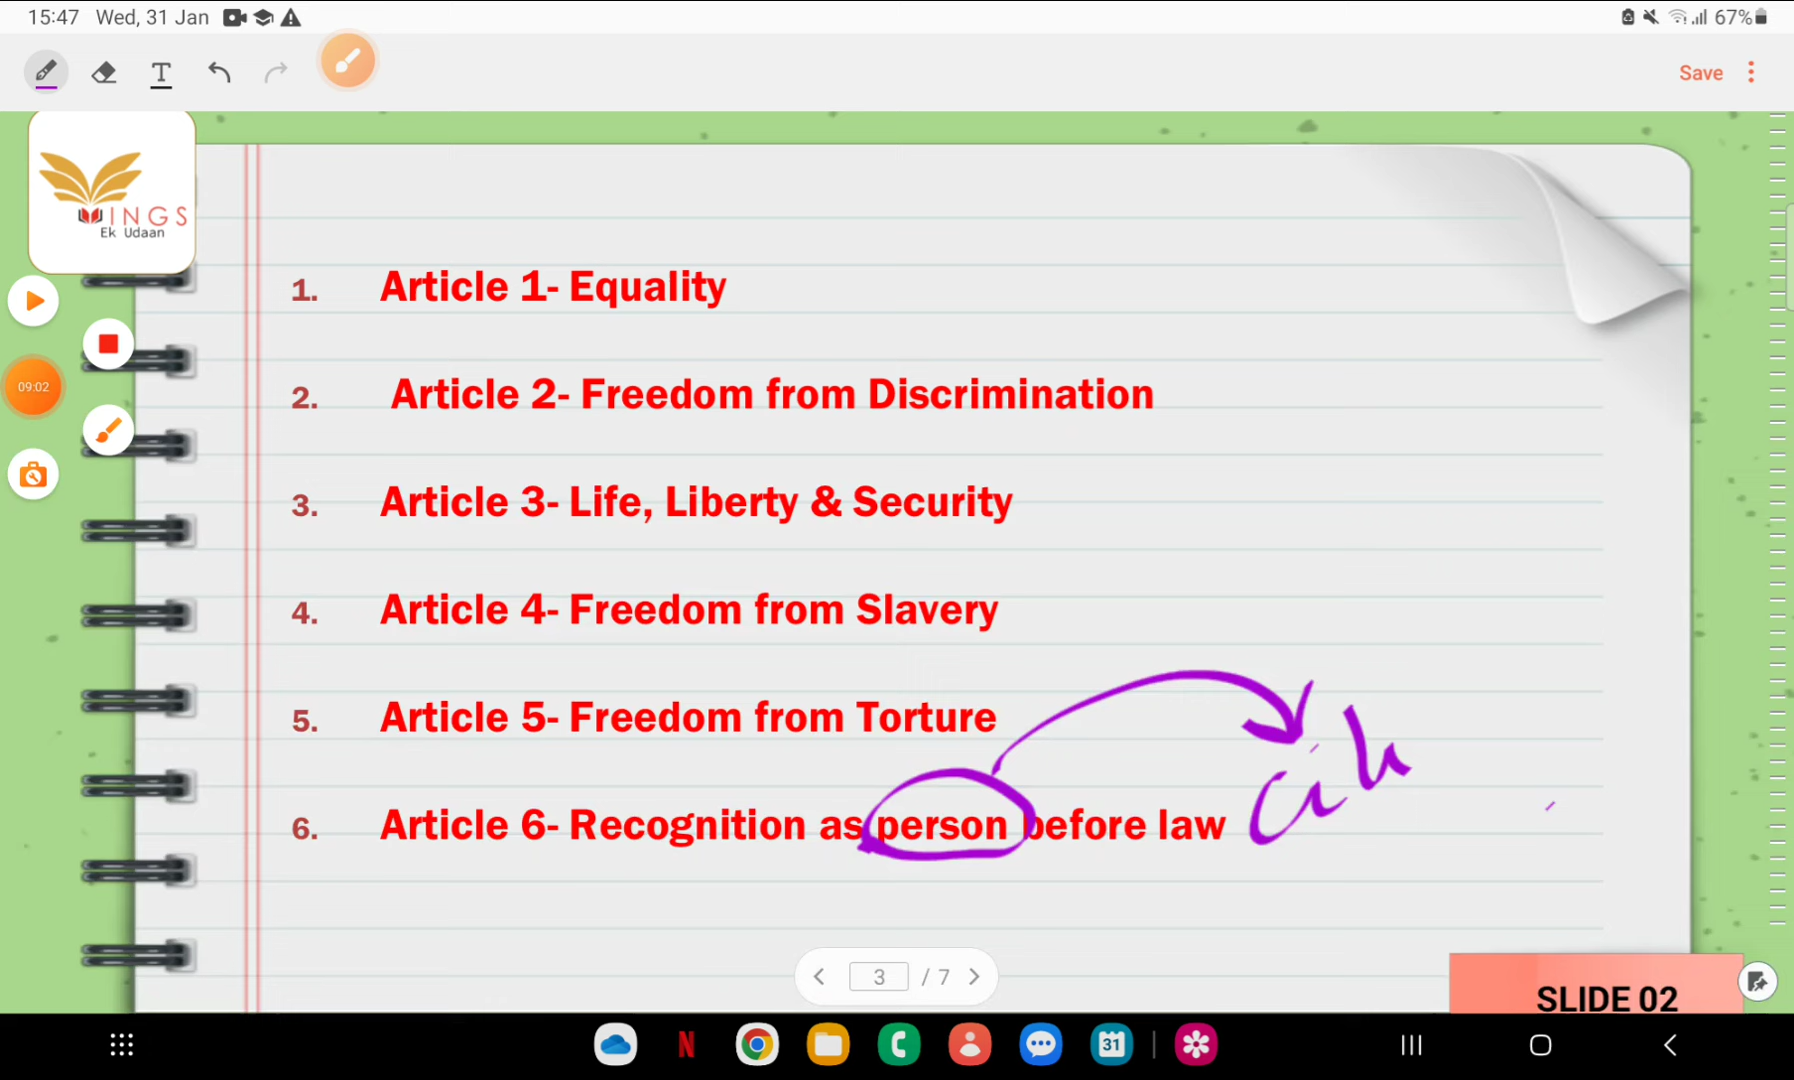 15:47 Wed, 31 Jan 67%
Save
INGS
Ek Udaan
1. Article 1- Equality
09:02
2. Article 2- Freedom from Discrimination
3. Article 3- Life, Liberty & Security
4. Article 4- Freedom from Slavery
5. Article 5- Freedom from Torture
6. Article 6- Recognition as person before law
3 / 7
SLIDE 02
31